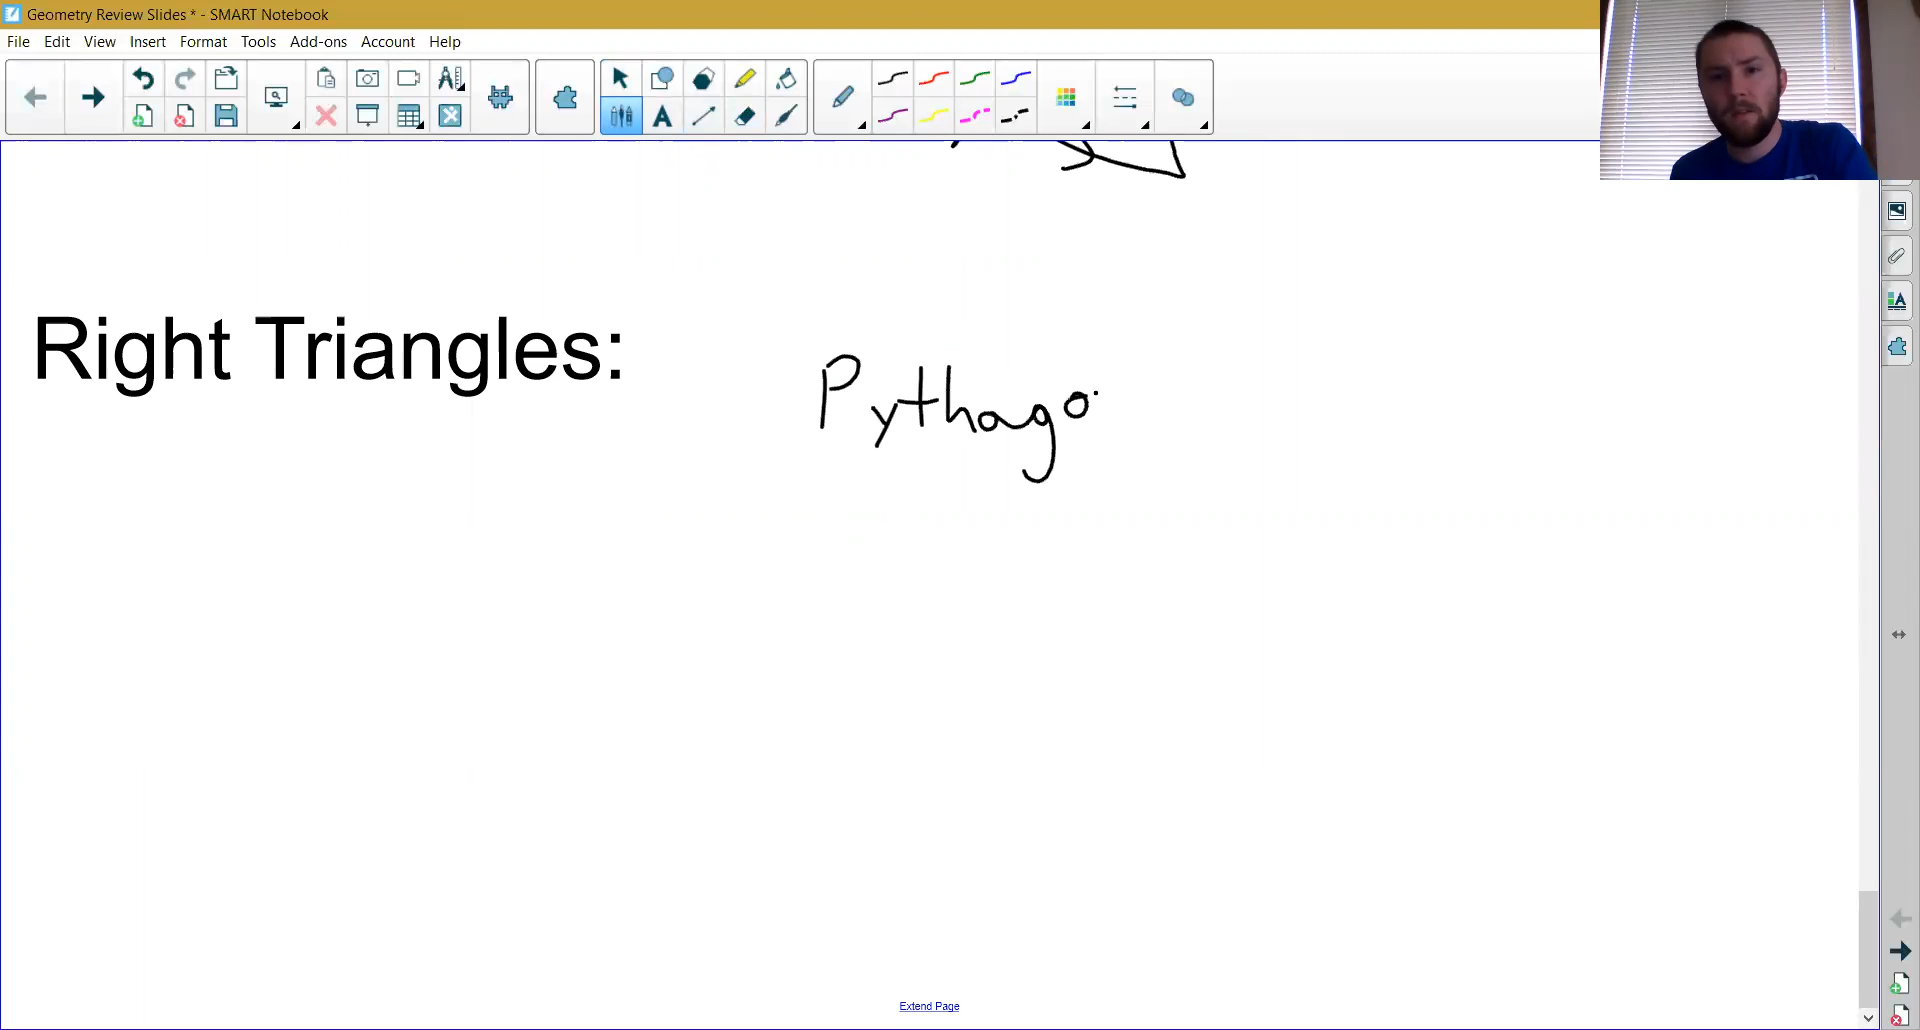 Geometry Review Slides * - SMART Notebook
File Edit View Insert Format Tools Add-ons Account Help
Right Triangles:
Pythago
Extend Page